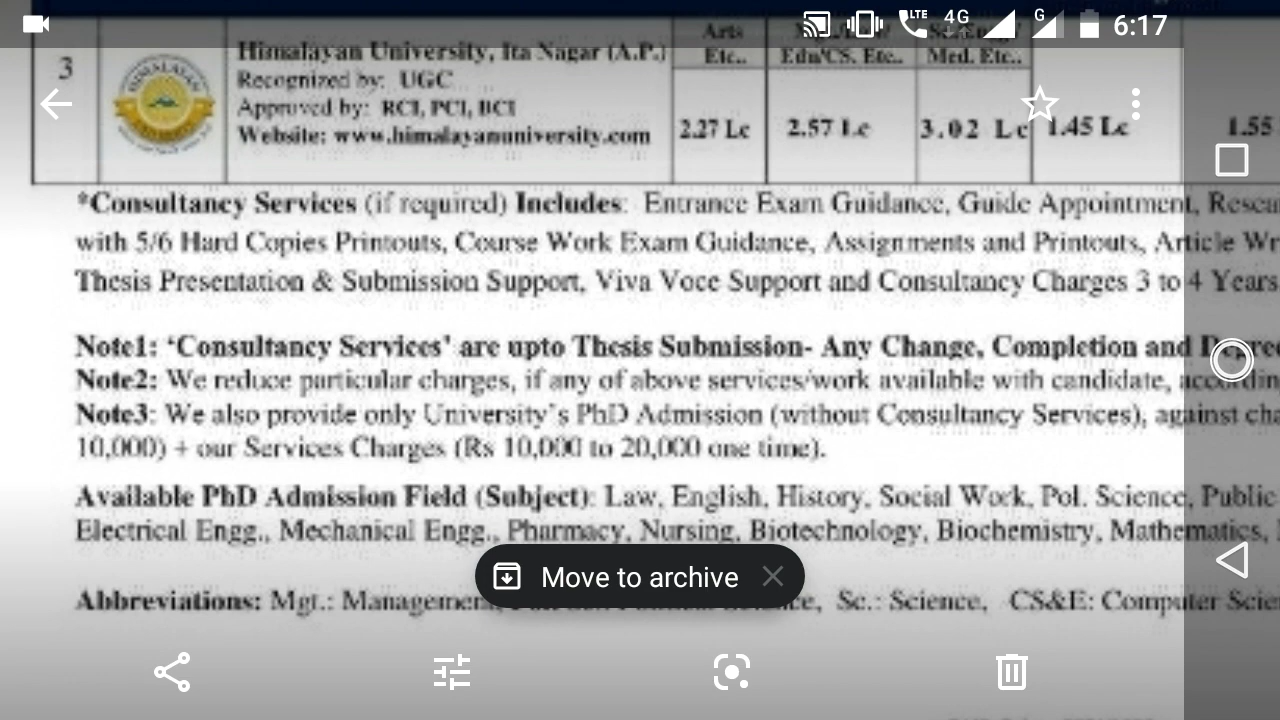 4G LTE G 6:17
Arts
Etc.. Edu/CS. Etc.. Med. Etc..
3
HIMALAYAN
Himalayan University, Ita Nagar (A.P.)
Recognized by: UGC
Approved by: RCI, PCI, BCI
Website: www.himalayanuniversity.com
2.27 Lc 2.57 Lc 3.02 Lc 1.45 Lc 1.55
*Consultancy Services (if required) Includes: Entrance Exam Guidance, Guide Appointment,
with 5/6 Hard Copies Printouts, Course Work Exam Guidance, Assignments and Printouts, Article
Thesis Presentation & Submission Support, Viva Voce Support and Consultancy Charges 3 to 4 Years
Note1: ‘Consultancy Services’ are upto Thesis Submission- Any Change, Completion and
Note2: We reduce particular charges, if any of above services/work available with candidate,
Note3: We also provide only University's PhD Admission (without Consultancy Services), against
10,000) + our Services Charges (Rs 10,000 to 20,000 one time).
Available PhD Admission Field (Subject): Law, English, History, Social Work, Pol. Science, Public
Electrical Engg., Mechanical Engg., Pharmacy, Nursing, Biotechnology, Biochemistry, Mathematics,
Move to archive
Abbreviations: Mgt.: Management, Sc.: Science, CS&E: Computer